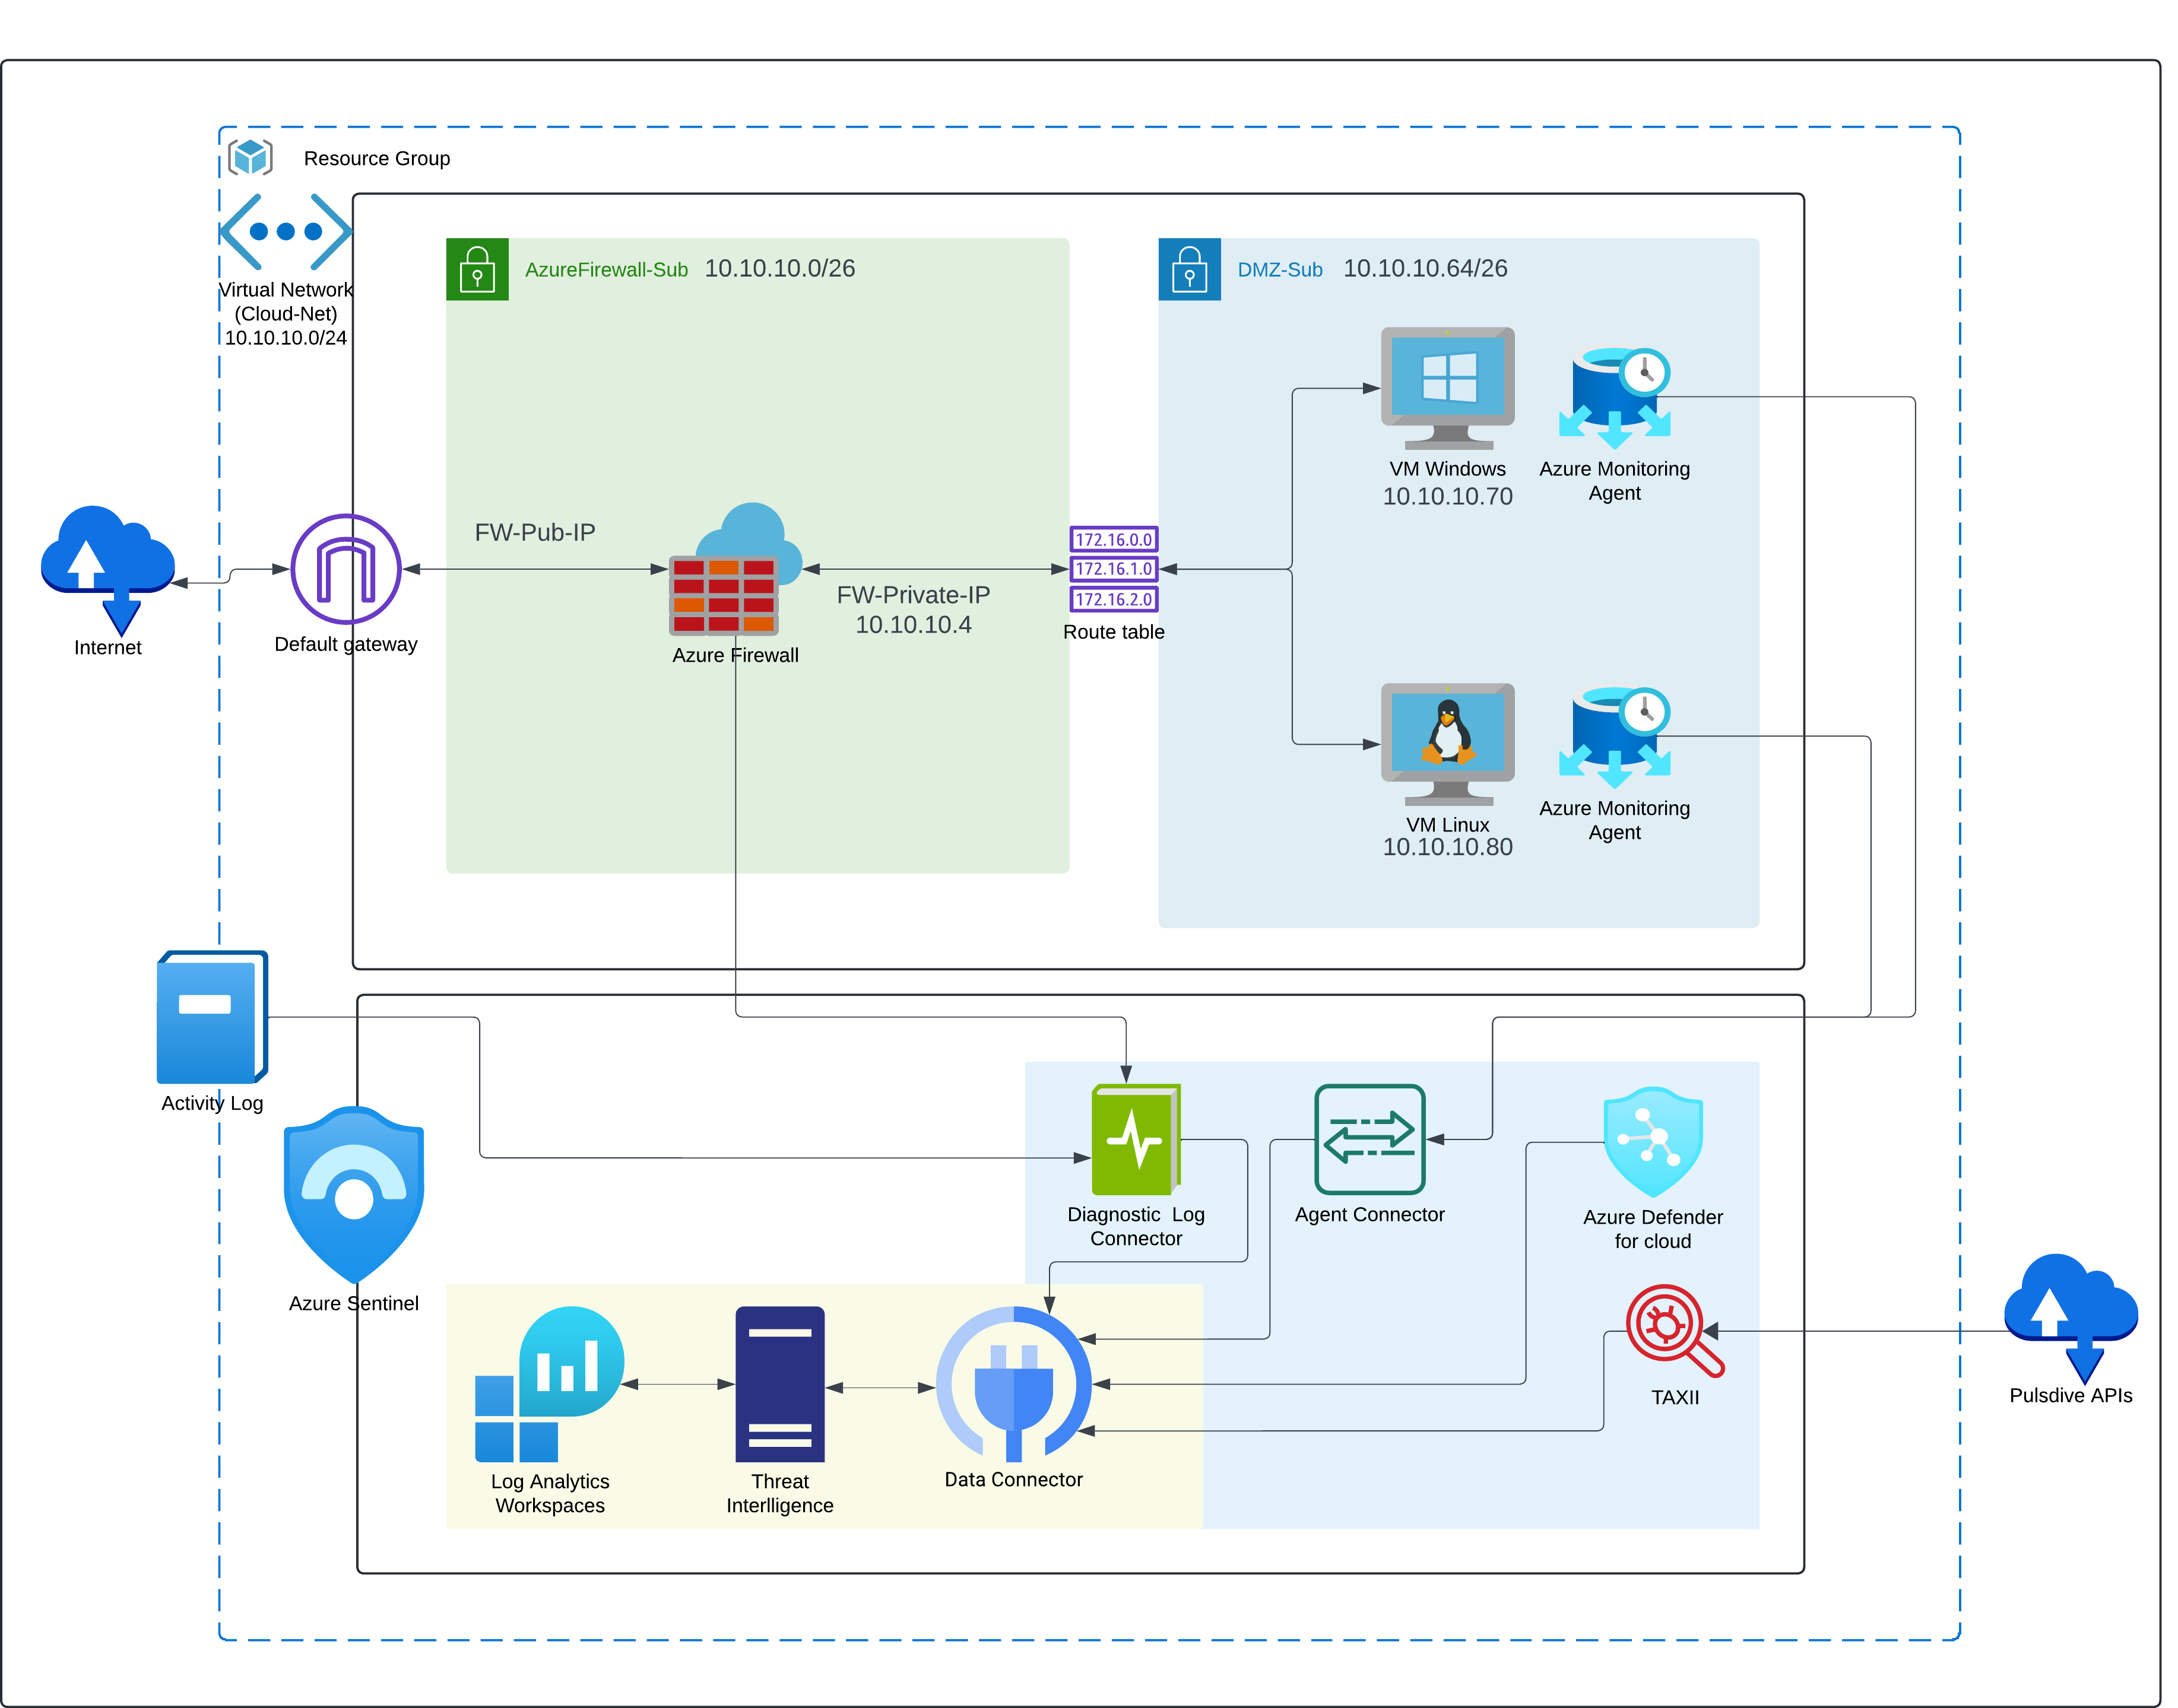 Resource Group
Virtual Network
(Cloud-Net)
10.10.10.0/24
AzureFirewall-Sub 10.10.10.0/26
DMZ-Sub 10.10.10.64/26
VM Windows
10.10.10.70
Azure Monitoring
Agent
Internet
Default gateway
FW-Pub-IP
Azure Firewall
FW-Private-IP
10.10.10.4
172.16.0.0
172.16.1.0
172.16.2.0
Route table
VM Linux
10.10.10.80
Azure Monitoring
Agent
Activity Log
Azure Sentinel
Diagnostic Log
Connector
Agent Connector
Azure Defender
for cloud
Log Analytics
Workspaces
Threat
Interlligence
Data Connector
TAXII
Pulsdive APIs